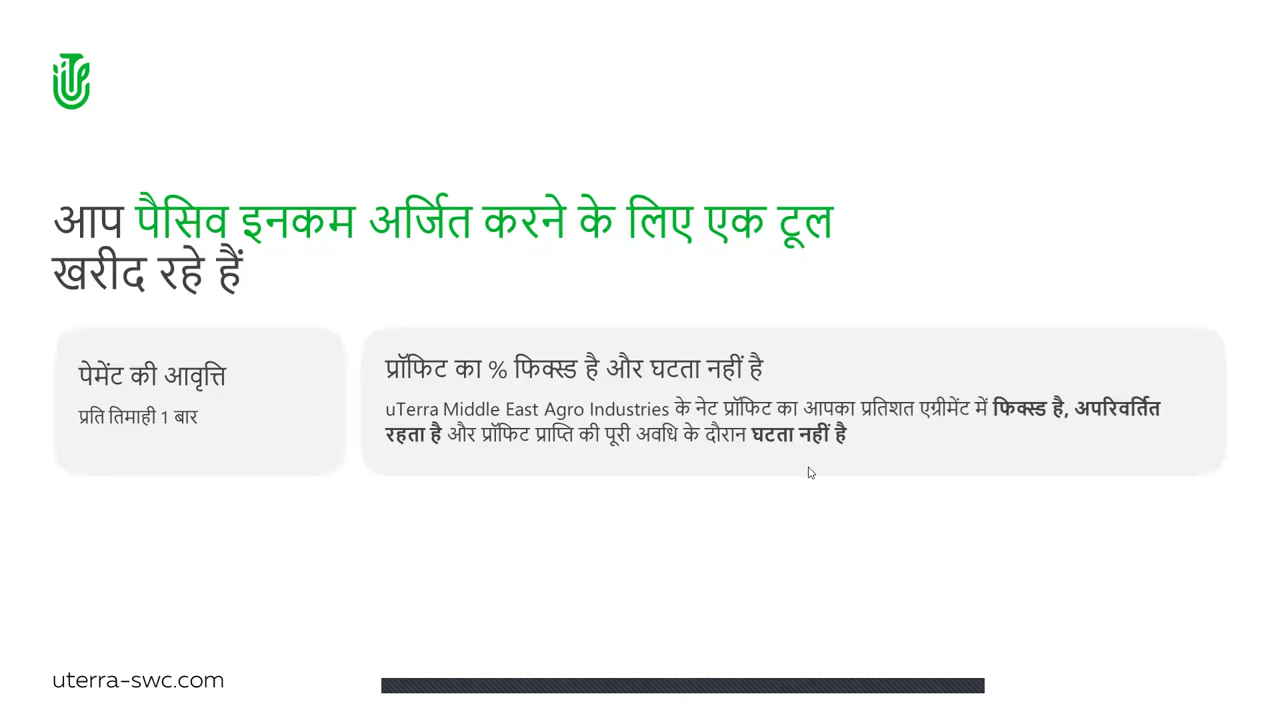 आप पैसिव इनकम अर्जित करने के लिए एक टूल
खरीद रहे हैं
पेमेंट की आवृत्ति
प्रति तिमाही 1 बार
प्रॉफिट का % फिक्स्ड है और घटता नहीं है
uTerra Middle East Agro Industries के नेट प्रॉफिट का आपका प्रतिशत एग्रीमेंट में फिक्स्ड है, अपरिवर्तित
रहता है और प्रॉफिट प्राप्ति की पूरी अवधि के दौरान घटता नहीं है
uterra-swc.com